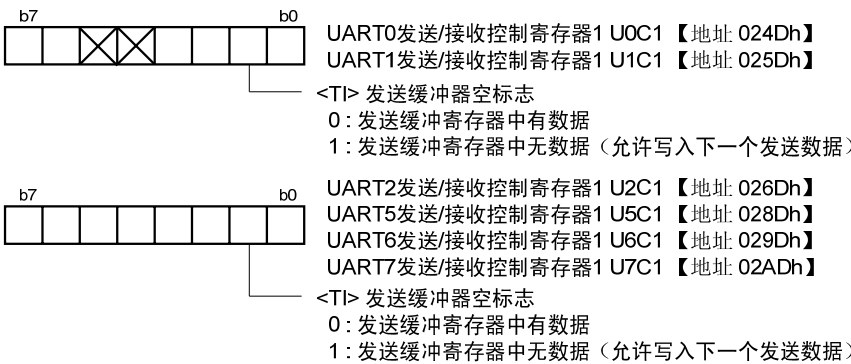 b7 b0
UART0发送/接收控制寄存器1 U0C1 【地址 024Dh】
UART1发送/接收控制寄存器1 U1C1 【地址 025Dh】
<TI> 发送缓冲器空标志
0 : 发送缓冲寄存器中有数据
1 : 发送缓冲寄存器中无数据（允许写入下一个发送数据）
b7 b0
UART2发送/接收控制寄存器1 U2C1 【地址 026Dh】
UART5发送/接收控制寄存器1 U5C1 【地址 028Dh】
UART6发送/接收控制寄存器1 U6C1 【地址 029Dh】
UART7发送/接收控制寄存器1 U7C1 【地址 02ADh】
<TI> 发送缓冲器空标志
0 : 发送缓冲寄存器中有数据
1 : 发送缓冲寄存器中无数据（允许写入下一个发送数据）